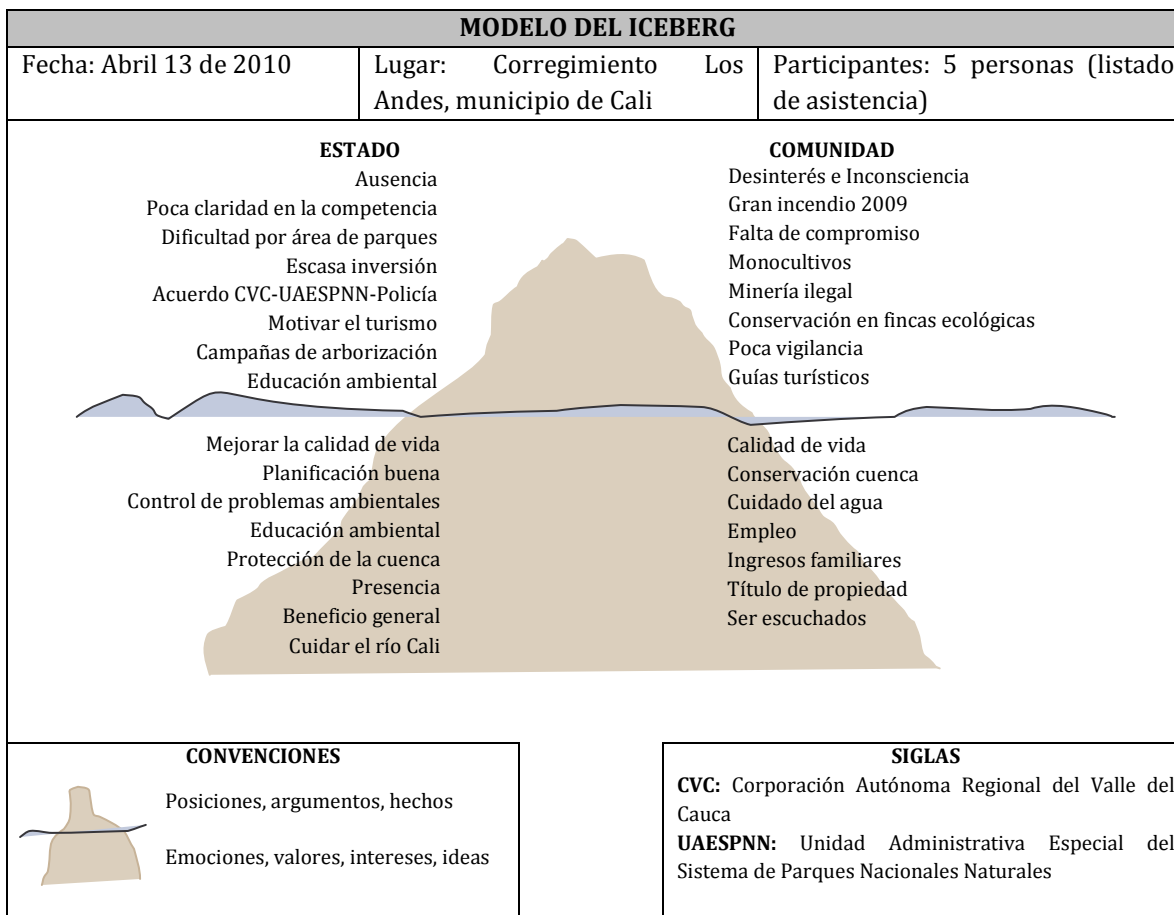 MODELO DEL ICEBERG
Fecha: Abril 13 de 2010
Lugar: Corregimiento Los
Andes, municipio de Cali
Participantes: 5 personas (listado
de asistencia)
ESTADO
Ausencia
Poca claridad en la competencia
Dificultad por área de parques
Escasa inversión
Acuerdo CVC-UAESPNN-Policía
Motivar el turismo
Campañas de arborización
Educación ambiental
COMUNIDAD
Desinterés e Inconsciencia
Gran incendio 2009
Falta de compromiso
Monocultivos
Minería ilegal
Conservación en fincas ecológicas
Poca vigilancia
Guías turísticos
Mejorar la calidad de vida
Planificación buena
Control de problemas ambientales
Educación ambiental
Protección de la cuenca
Presencia
Beneficio general
Cuidar el río Cali
Calidad de vida
Conservación cuenca
Cuidado del agua
Empleo
Ingresos familiares
Título de propiedad
Ser escuchados
CONVENCIONES
Posiciones, argumentos, hechos
Emociones, valores, intereses, ideas
SIGLAS
CVC: Corporación Autónoma Regional del Valle del
Cauca
UAESPNN: Unidad Administrativa Especial del
Sistema de Parques Nacionales Naturales